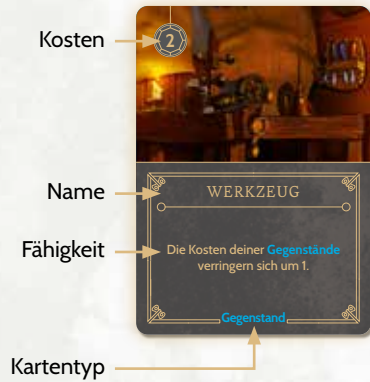 Kosten
2
Name
WERKZEUG
Fähigkeit
Die Kosten deiner Gegenstände
verringern sich um 1.
Gegenstand
Kartentyp